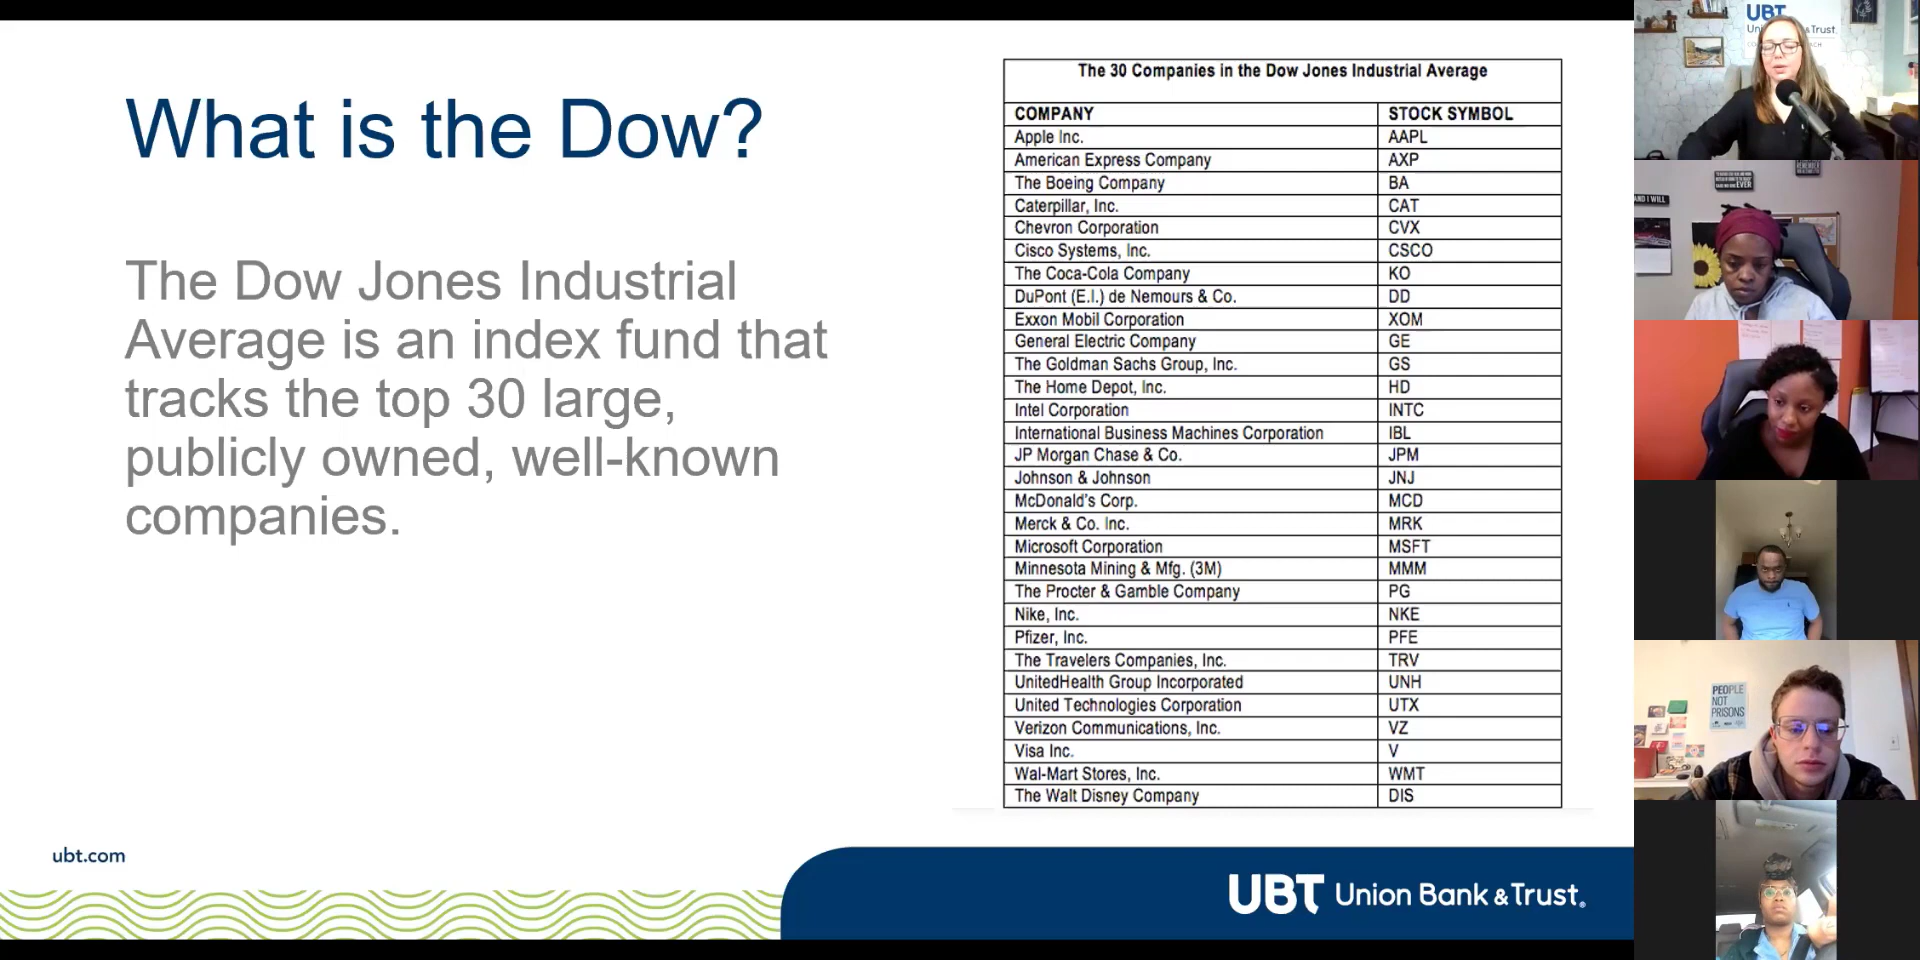 What is the Dow?
The Dow Jones Industrial
Average is an index fund that
tracks the top 30 large,
publicly owned, well-known
companies.
The 30 Companies in the Dow Jones Industrial Average
COMPANY STOCK SYMBOL
Apple Inc. AAPL
American Express Company AXP
The Boeing Company BA
Caterpillar, Inc. CAT
Chevron Corporation CVX
Cisco Systems, Inc. CSCO
The Coca-Cola Company KO
DuPont (E.I.) de Nemours & Co. DD
Exxon Mobil Corporation XOM
General Electric Company GE
The Goldman Sachs Group, Inc. GS
The Home Depot, Inc. HD
Intel Corporation INTC
International Business Machines Corporation IBL
JP Morgan Chase & Co. JPM
Johnson & Johnson JNJ
McDonald's Corp. MCD
Merck & Co. Inc. MRK
Microsoft Corporation MSFT
Minnesota Mining & Mfg. (3M) MMM
The Procter & Gamble Company PG
Nike, Inc. NKE
Pfizer, Inc. PFE
The Travelers Companies, Inc. TRV
UnitedHealth Group Incorporated UNH
United Technologies Corporation UTX
Verizon Communications, Inc. VZ
Visa Inc. V
Wal-Mart Stores, Inc. WMT
The Walt Disney Company DIS
ubt.com
UBT Union Bank & Trust®
UBT
& Trust
AND I WILL
EVER
REMEMBER
PEOPLE
NOT
PRISONS